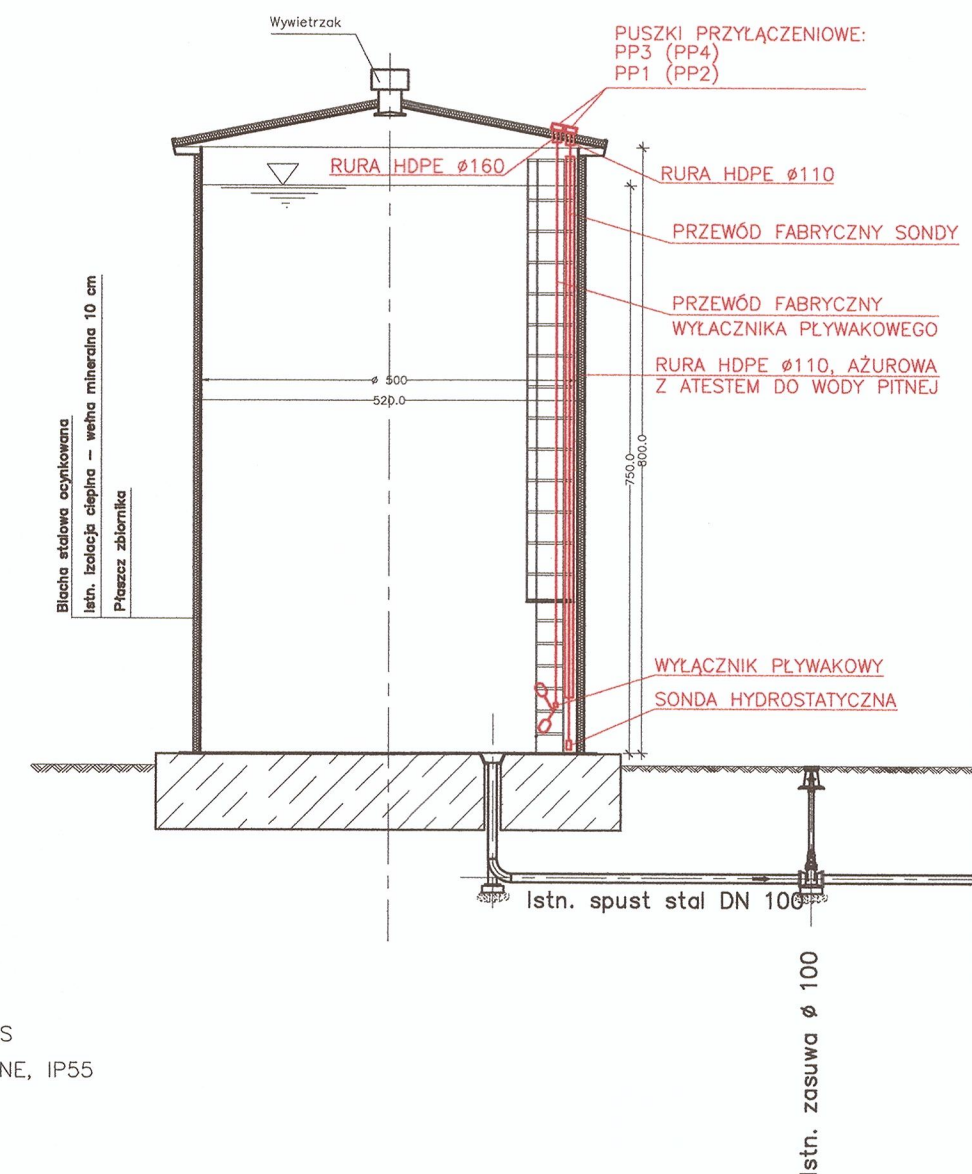 Wywietrzak
PUSZKI PRZYŁĄCZENIOWE:
PP3 (PP4)
PP1 (PP2)
RURA HDPE ø160
RURA HDPE ø110
PRZEWÓD FABRYCZNY SONDY
PRZEWÓD FABRYCZNY
WYŁACZNIKA PŁYWAKOWEGO
RURA HDPE ø110, AŻUROWA
Z ATESTEM DO WODY PITNEJ
ø 500
520.0
750.0
800.0
Blacha stalowa ocynkowana
Istn. izolacja cieplna – wełna mineralna 10 cm
Płaszcz zbiornika
WYŁĄCZNIK PŁYWAKOWY
SONDA HYDROSTATYCZNA
Istn. spust stal DN 100
Istn. zasuwa ø 100
S
NE, IP55